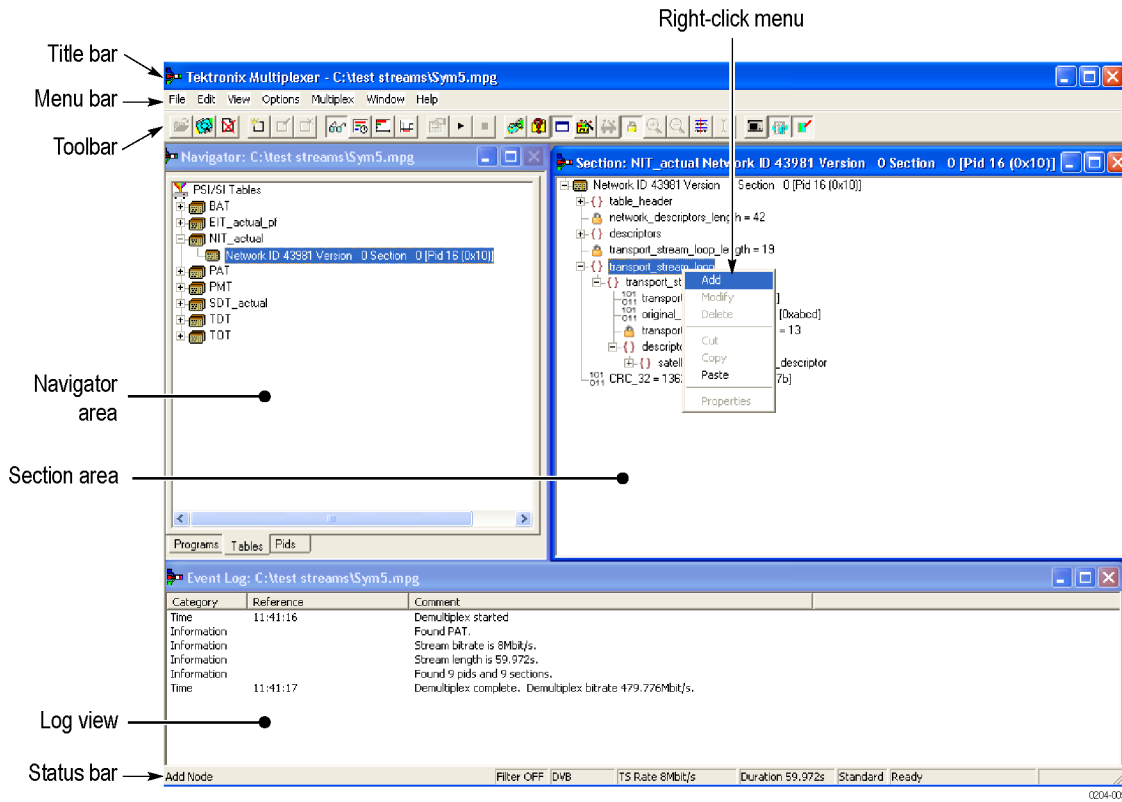 Right-click menu
Title bar
Tektronix Multiplexer - C:\test streams\Sym5.mpg
Menu bar
File Edit View Options Multiplex Window Help
Toolbar
Navigator: C:\test streams\Sym5.mpg
PSI/SI Tables
BAT
EIT_actual_pf
NIT_actual
Network ID 43981 Version 0 Section 0 [Pid 16 (0x10)]
PAT
PMT
SDT_actual
TDT
TOT
Navigator area
Programs Tables Pids
Section: NIT_actual Network ID 43981 Version 0 Section 0 [Pid 16 (0x10)]
Network ID 43981 Version Section 0 [Pid 16 (0x10)]
table_header
network_descriptors_length = 42
descriptors
transport_stream_loop_length = 19
transport_stream_loop
transport_st
transport ]
original_ [0xabcd]
transport = 13
descripto
satell _descriptor
CRC_32 = 136 7b]
Add
Modify
Delete
Cut
Copy
Paste
Properties
Section area
Event Log: C:\test streams\Sym5.mpg
Category Reference Comment
Time 11:41:16 Demultiplex started
Information Found PAT.
Information Stream bitrate is 8Mbit/s.
Information Stream length is 59.972s.
Information Found 9 pids and 9 sections.
Time 11:41:17 Demultiplex complete. Demultiplex bitrate 479.776Mbit/s.
Log view
Status bar
Add Node Filter OFF DVB TS Rate 8Mbit/s Duration 59.972s Standard Ready